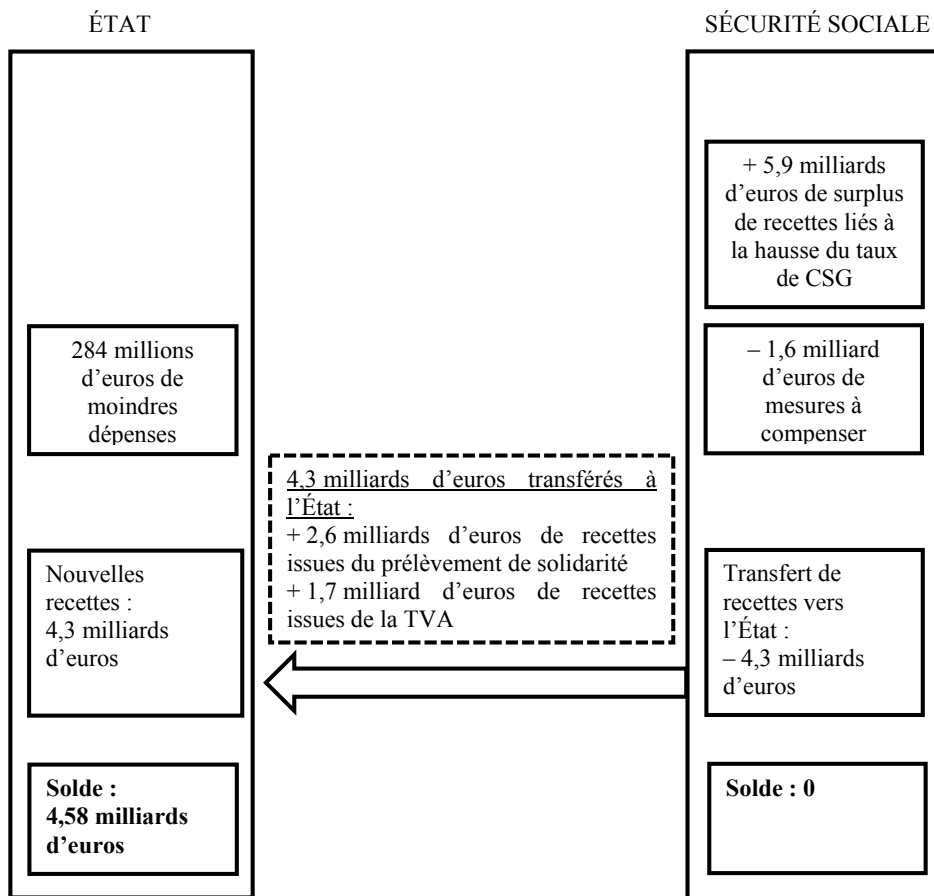 ÉTAT
SÉCURITÉ SOCIALE
+ 5,9 milliards
d’euros de surplus
de recettes liés à
la hausse du taux
de CSG
284 millions
d’euros de
moindres
dépenses
– 1,6 milliard
d’euros de
mesures à
compenser
4,3 milliards d’euros transférés à
l’État :
+ 2,6 milliards d’euros de recettes
issues du prélèvement de solidarité
+ 1,7 milliard d’euros de recettes
issues de la TVA
Nouvelles
recettes :
4,3 milliards
d’euros
Transfert de
recettes vers
l’État :
– 4,3 milliards
d’euros
Solde :
4,58 milliards
d’euros
Solde : 0